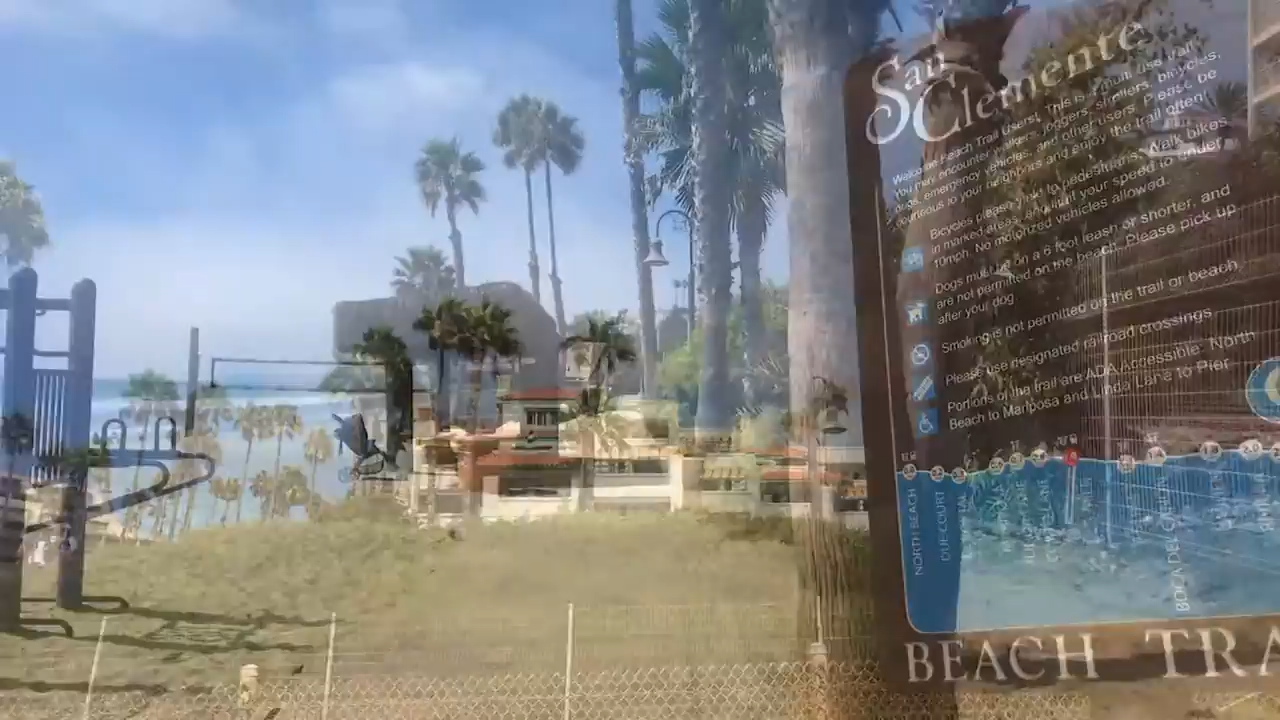 San
Clemente
Welcome Beach Trail Users! This is a multi use trail.
You may encounter walkers, joggers, strollers, bicycles,
dogs, emergency vehicles, and other users. Please be
courteous to your neighbors and enjoy the trail often!
Bicycles please yield to pedestrians. Walk bikes
in marked areas, and limit your speed to under
10mph. No motorized vehicles allowed.
Dogs must be on a 6 foot leash or shorter, and
are not permitted on the beach. Please pick up
after your dog.
Smoking is not permitted on the trail or beach
Please use designated railroad crossings
Portions of the trail are ADA Accessible: North
Beach to Mariposa and Linda Lane to Pier
NORTH BEACH
DIJE COURT
BOCA DEL CANON
BEACH TRA